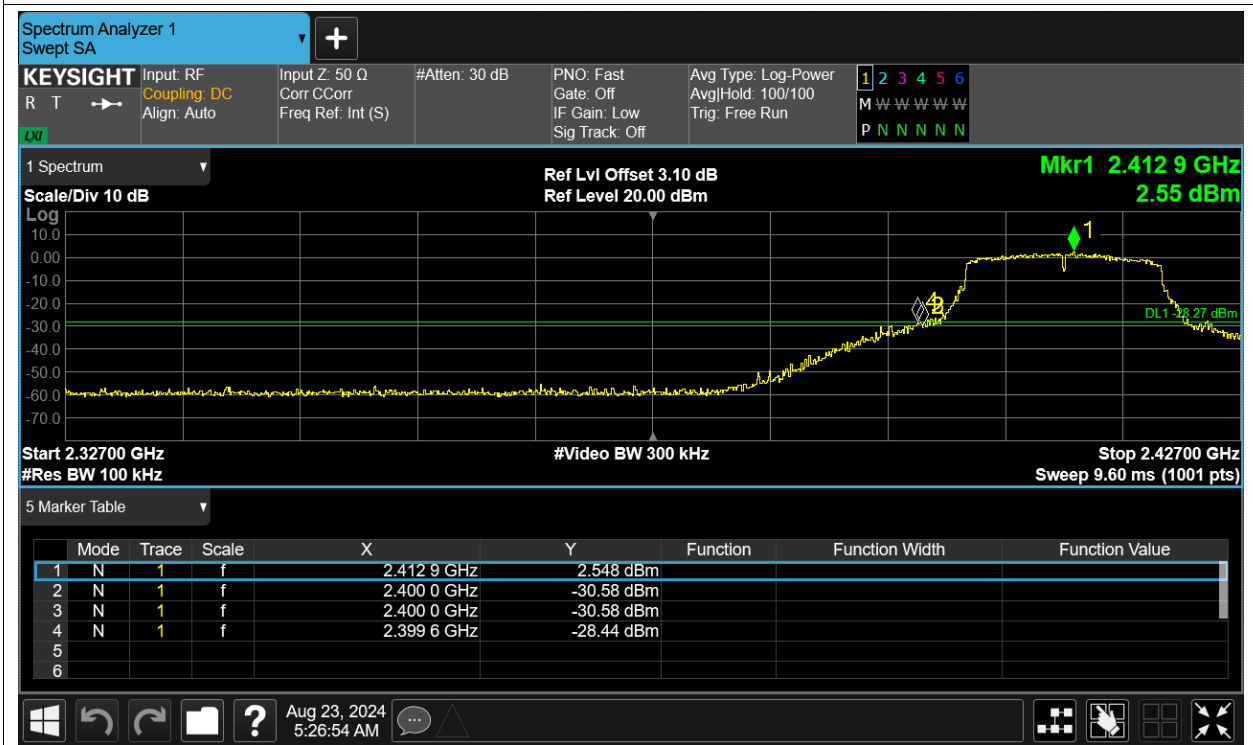 Spectrum Analyzer 1
Swept SA
+
KEYSIGHT Input: RF Input Z: 50 Ω #Atten: 30 dB PNO: Fast Avg Type: Log-Power 1 2 3 4 5 6
R T Coupling: DC Corr CCorr Gate: Off Avg|Hold: 100/100 M W W W W W
Align: Auto Freq Ref: Int (S) IF Gain: Low Trig: Free Run
LXI Sig Track: Off P N N N N N
1 Spectrum Ref Lvl Offset 3.10 dB Mkr1 2.412 9 GHz
Scale/Div 10 dB Ref Level 20.00 dBm 2.55 dBm
Log
10.0
0.00
-10.0
-20.0
-30.0
-40.0
-50.0
-60.0
-70.0
1
4
DL1 -28.27 dBm
Start 2.32700 GHz #Video BW 300 kHz Stop 2.42700 GHz
#Res BW 100 kHz Sweep 9.60 ms (1001 pts)
5 Marker Table
Mode Trace Scale X Y Function Function Width Function Value
1 N 1 f 2.412 9 GHz 2.548 dBm
2 N 1 f 2.400 0 GHz -30.58 dBm
3 N 1 f 2.400 0 GHz -30.58 dBm
4 N 1 f 2.399 6 GHz -28.44 dBm
5
6
? Aug 23, 2024
5:26:54 AM